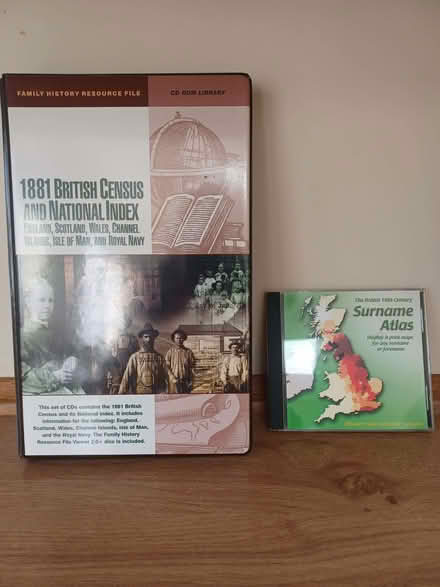 FAMILY HISTORY RESOURCE FILE
CD-ROM LIBRARY
1881 BRITISH CENSUS
AND NATIONAL INDEX
ENGLAND, SCOTLAND, WALES, CHANNEL
ISLANDS, ISLE OF MAN, AND ROYAL NAVY
This set of CDs contains the 1881 British
Census and its National Index. It includes
information for the following: England,
Scotland, Wales, Channel Islands, Isle of Man,
and the Royal Navy. The Family History
Resource File Viewer 2.0+ disc is included.
The British 19th Century
Surname
Atlas
Display & print maps
for any surname
or forename